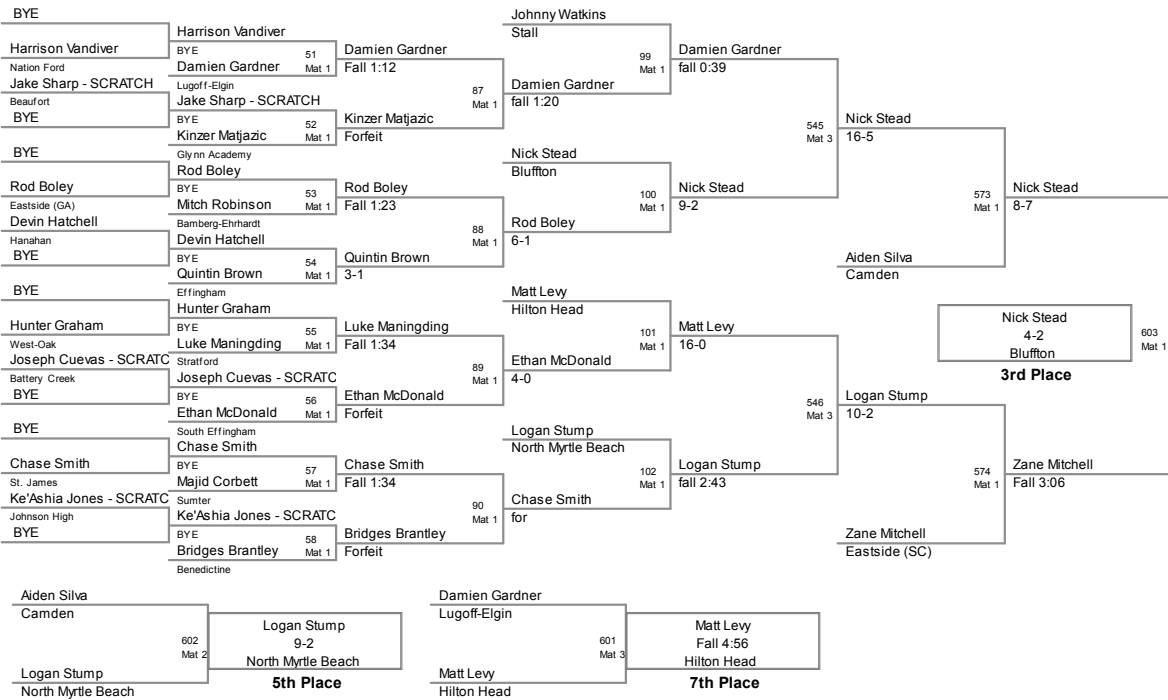 BYE
Harrison Vandiver
Nation Ford
Jake Sharp - SCRATCH
Beaufort
BYE
BYE
Rod Boley
Eastside (GA)
Devin Hatchell
Hanahan
BYE
BYE
Hunter Graham
West-Oak
Joseph Cuevas - SCRATC
Battery Creek
BYE
BYE
Chase Smith
St. James
Ke'Ashia Jones - SCRATC
Johnson High
BYE
Harrison Vandiver
BYE
51
Damien Gardner
Mat 1
Lugoff-Elgin
Jake Sharp - SCRATCH
BYE
52
Kinzer Matjazic
Mat 1
Glynn Academy
Rod Boley
BYE
53
Mitch Robinson
Mat 1
Bamberg-Ehrhardt
Devin Hatchell
BYE
54
Quintin Brown
Mat 1
Effingham
Hunter Graham
BYE
55
Luke Maningding
Mat 1
Stratford
Joseph Cuevas - SCRATC
BYE
56
Ethan McDonald
Mat 1
South Effingham
Chase Smith
BYE
57
Majid Corbett
Mat 1
Sumter
Ke'Ashia Jones - SCRATC
BYE
58
Bridges Brantley
Mat 1
Benedictine
Damien Gardner
Fall 1:12
87
Mat 1
Kinzer Matjazic
Forfeit
Rod Boley
Fall 1:23
88
Mat 1
Quintin Brown
3-1
Luke Maningding
Fall 1:34
89
Mat 1
Ethan McDonald
Forfeit
Chase Smith
Fall 1:34
90
Mat 1
Bridges Brantley
Forfeit
Johnny Watkins
Stall
99
Mat 1
Damien Gardner
fall 1:20
Nick Stead
Bluffton
100
Mat 1
Rod Boley
6-1
Matt Levy
Hilton Head
101
Mat 1
Ethan McDonald
4-0
Logan Stump
North Myrtle Beach
102
Mat 1
Chase Smith
for
Damien Gardner
fall 0:39
545
Mat 3
Nick Stead
9-2
Matt Levy
16-0
546
Mat 3
Logan Stump
fall 2:43
Nick Stead
16-5
573
Mat 1
Aiden Silva
Camden
Logan Stump
10-2
574
Mat 1
Zane Mitchell
Eastside (SC)
Nick Stead
8-7
Nick Stead
4-2
Bluffton
603
Mat 1
3rd Place
Zane Mitchell
Fall 3:06
Aiden Silva
Camden
602
Mat 2
Logan Stump
North Myrtle Beach
Logan Stump
9-2
North Myrtle Beach
5th Place
Damien Gardner
Lugoff-Elgin
601
Mat 3
Matt Levy
Hilton Head
Matt Levy
Fall 4:56
Hilton Head
7th Place